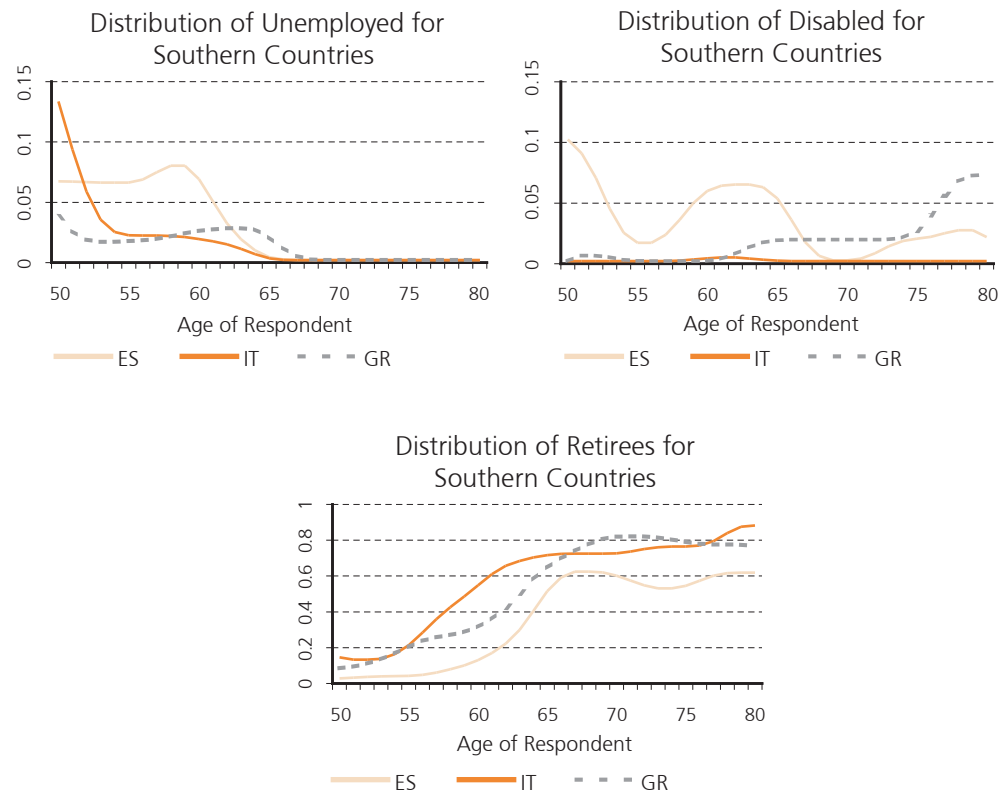 Distribution of Unemployed for
Southern Countries
0.15
0.1
0.05
0
50 55 60 65 70 75 80
Age of Respondent
ES IT GR
Distribution of Disabled for
Southern Countries
0.15
0.1
0.05
0
50 55 60 65 70 75 80
Age of Respondent
ES IT GR
Distribution of Retirees for
Southern Countries
1
0.8
0.6
0.4
0.2
0
50 55 60 65 70 75 80
Age of Respondent
ES IT GR